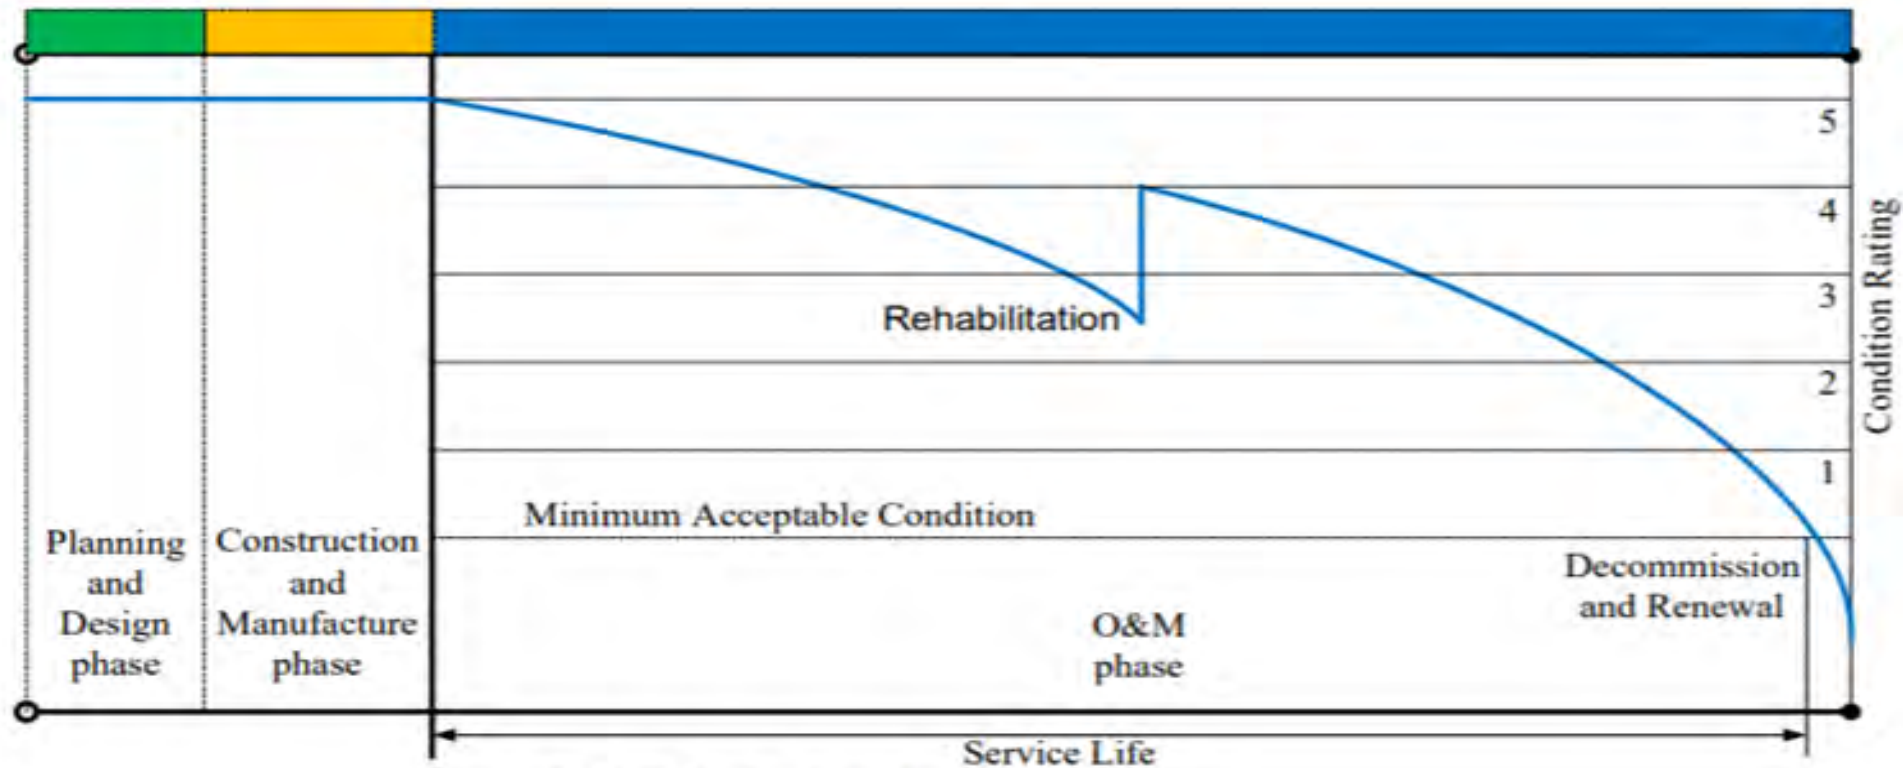 5
4
Condition Rating
3
Rehabilitation
2
1
Minimum Acceptable Condition
Planning
and
Design
phase
Construction
and
Manufacture
phase
Decommission
and Renewal
O&M
phase
Service Life